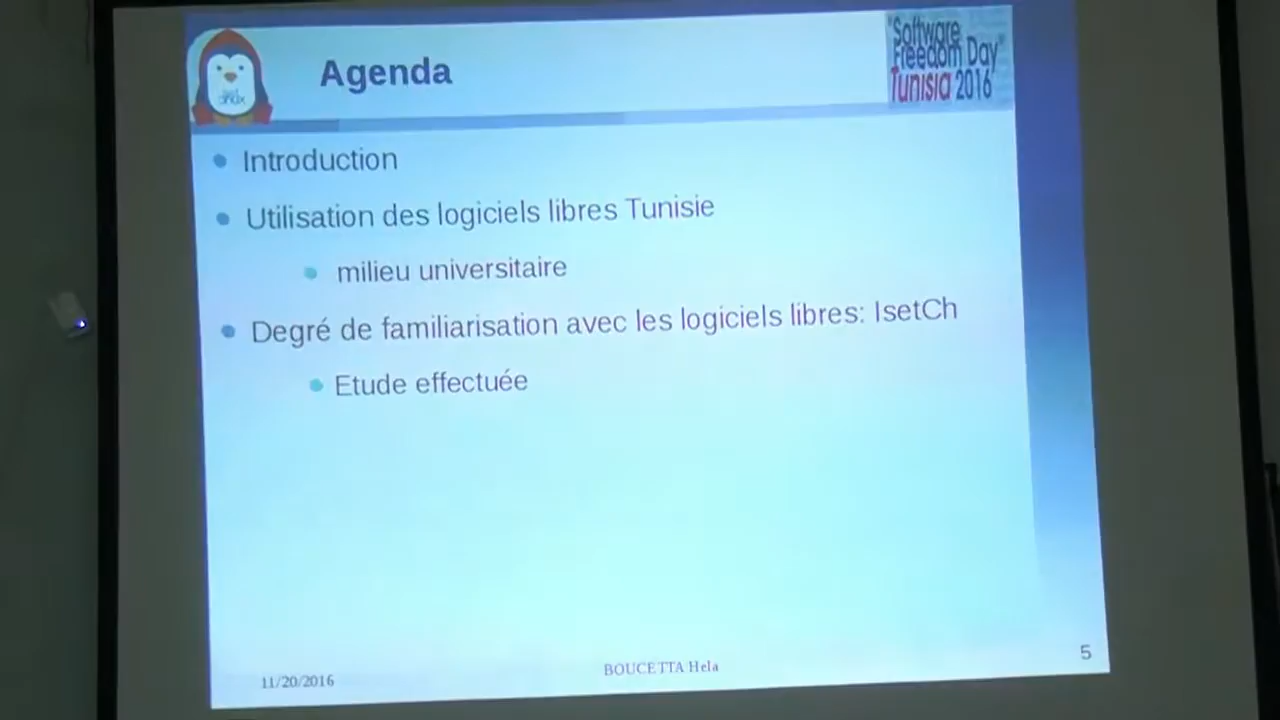 Agenda
"Software
Freedom Day"
Tunisia 2016
Introduction
Utilisation des logiciels libres Tunisie
milieu universitaire
Degré de familiarisation avec les logiciels libres: IsetCh
Etude effectuée
11/20/2016
BOUCETTA Hela
5